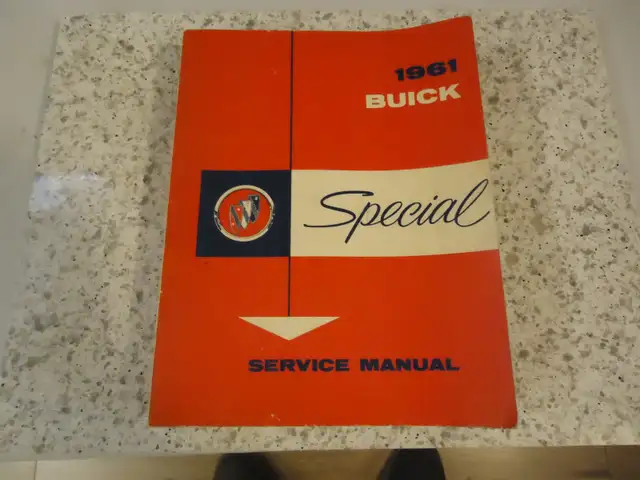 1961
BUICK
Special
SERVICE MANUAL